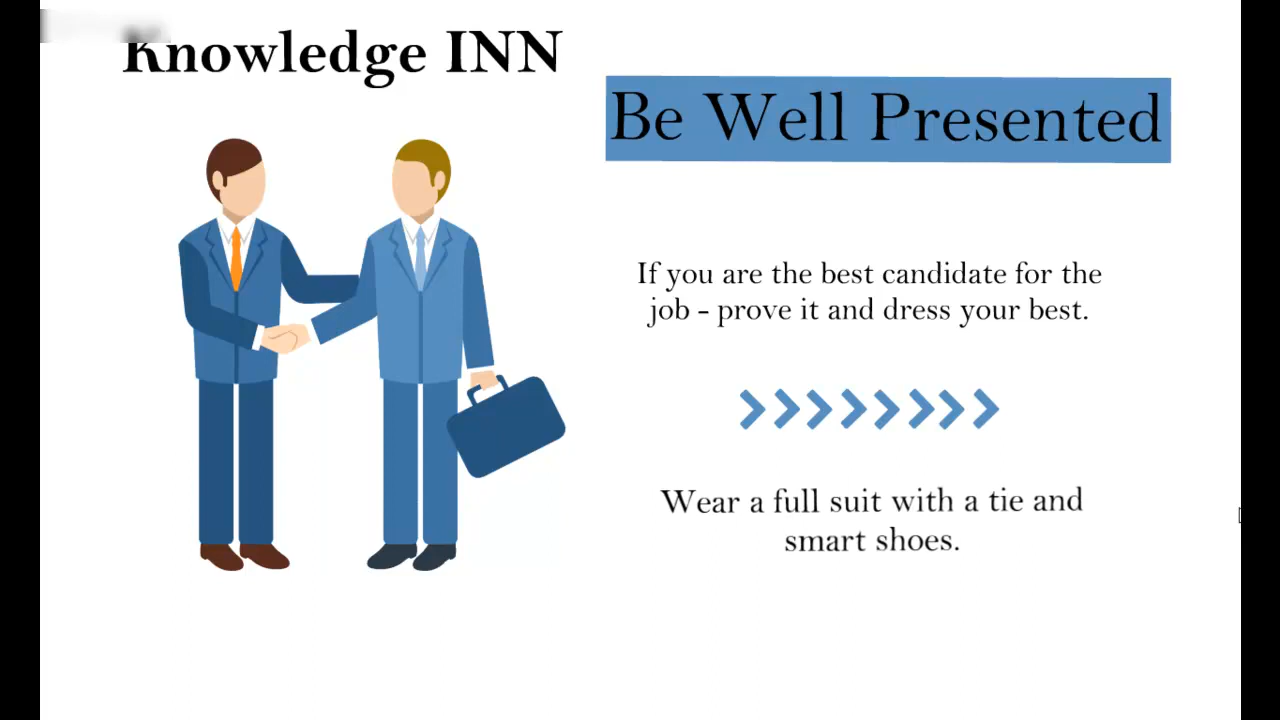 Knowledge INN
Be Well Presented
If you are the best candidate for the
job - prove it and dress your best.
Wear a full suit with a tie and
smart shoes.